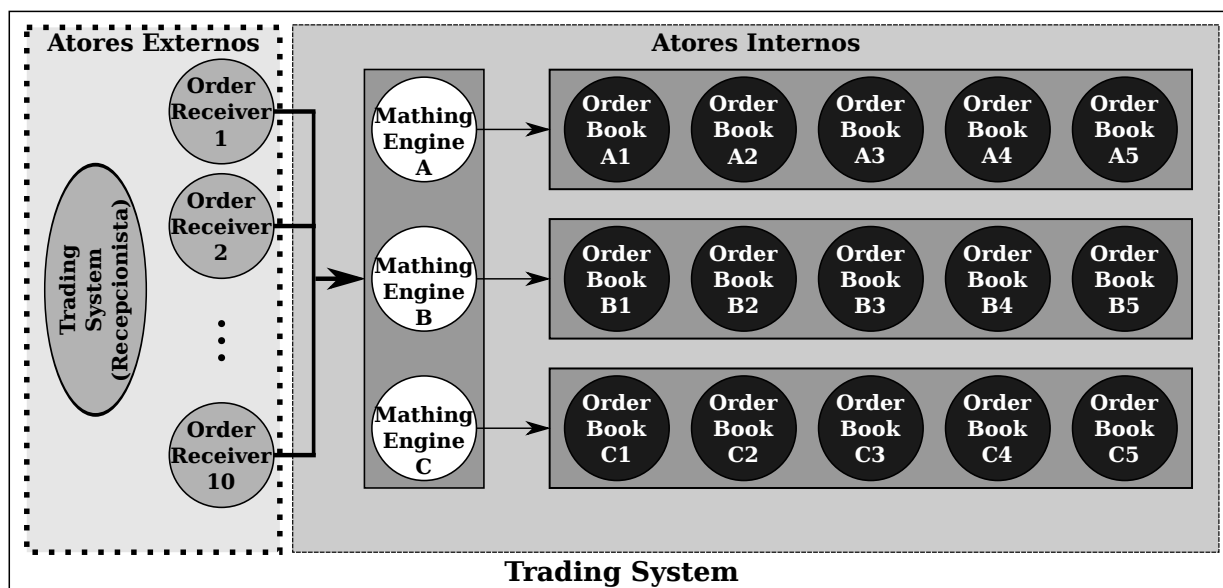 Atores Externos
Atores Internos
Order
Receiver
1
Order
Receiver
2
Order
Receiver
10
Trading
System
(Recepcionista)
Mathing
Engine
A
Order
Book
A1
Order
Book
A2
Order
Book
A3
Order
Book
A4
Order
Book
A5
Mathing
Engine
B
Order
Book
B1
Order
Book
B2
Order
Book
B3
Order
Book
B4
Order
Book
B5
Mathing
Engine
C
Order
Book
C1
Order
Book
C2
Order
Book
C3
Order
Book
C4
Order
Book
C5
Trading System